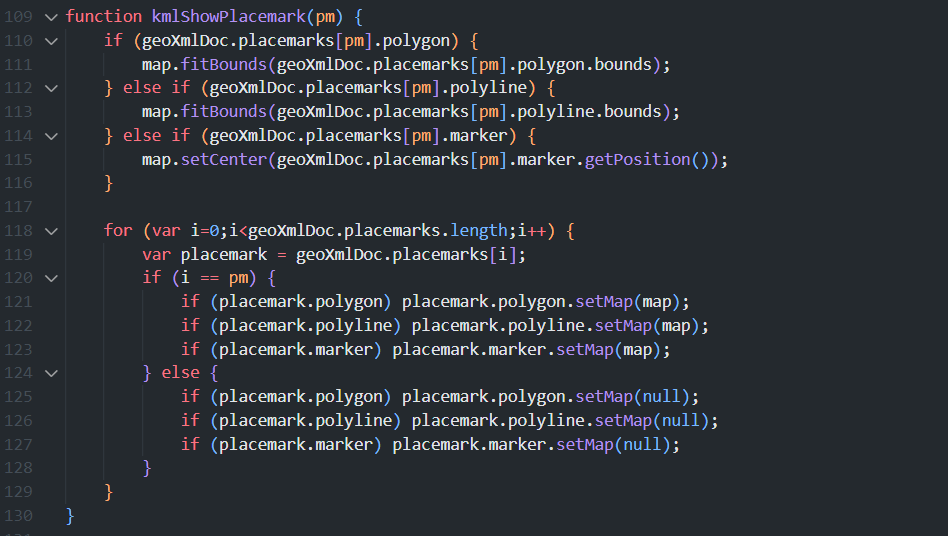 109 function kmlShowPlacemark(pm) {
110     if (geoXmlDoc.placemarks[pm].polygon) {
111         map.fitBounds(geoXmlDoc.placemarks[pm].polygon.bounds);
112     } else if (geoXmlDoc.placemarks[pm].polyline) {
113         map.fitBounds(geoXmlDoc.placemarks[pm].polyline.bounds);
114     } else if (geoXmlDoc.placemarks[pm].marker) {
115         map.setCenter(geoXmlDoc.placemarks[pm].marker.getPosition());
116     }
117
118     for (var i=0;i<geoXmlDoc.placemarks.length;i++) {
119         var placemark = geoXmlDoc.placemarks[i];
120         if (i == pm) {
121             if (placemark.polygon) placemark.polygon.setMap(map);
122             if (placemark.polyline) placemark.polyline.setMap(map);
123             if (placemark.marker) placemark.marker.setMap(map);
124         } else {
125             if (placemark.polygon) placemark.polygon.setMap(null);
126             if (placemark.polyline) placemark.polyline.setMap(null);
127             if (placemark.marker) placemark.marker.setMap(null);
128         }
129     }
130 }